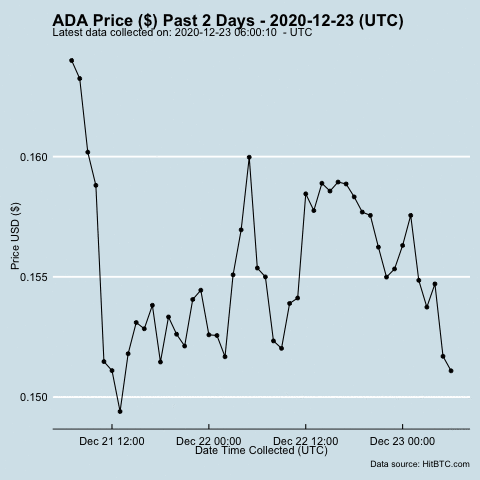 ADA Price ($) Past 2 Days - 2020-12-23 (UTC)
Latest data collected on: 2020-12-23 06:00:10  - UTC
0.160
0.155
0.150
Price USD ($)
Dec 21 12:00
Dec 22 00:00
Dec 22 12:00
Dec 23 00:00
Date Time Collected (UTC)
Data source: HitBTC.com